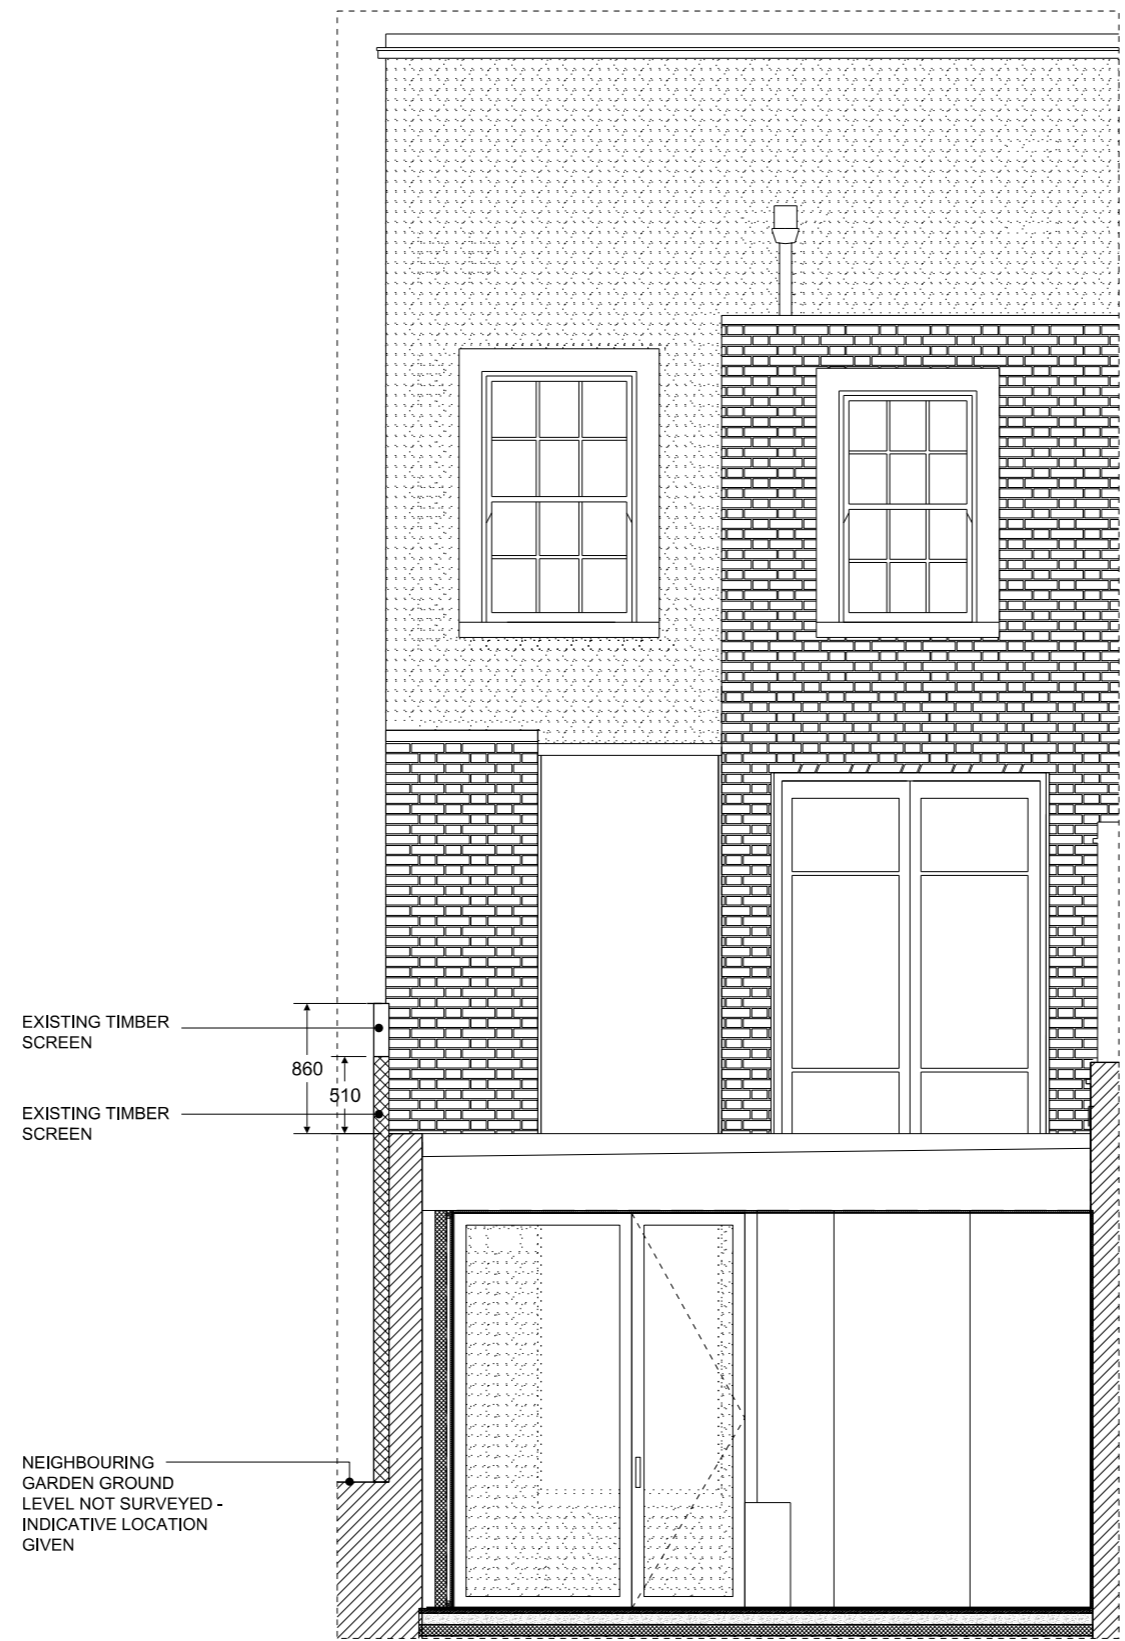 EXISTING TIMBER
SCREEN
860
510
EXISTING TIMBER
SCREEN
NEIGHBOURING
GARDEN GROUND
LEVEL NOT SURVEYED -
INDICATIVE LOCATION
GIVEN